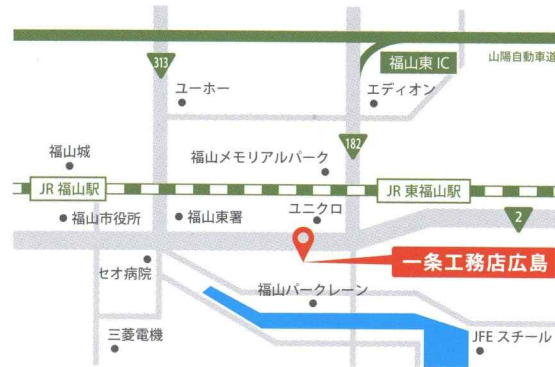 山陽自動車道
福山東 IC
313
ユーホー
エディオン
182
福山城
福山メモリアルパーク
JR 福山駅
JR 東福山駅
福山市役所
福山東署
ユニクロ
2
一条工務店広島
セオ病院
福山パークレーン
三菱電機
JFE スチール